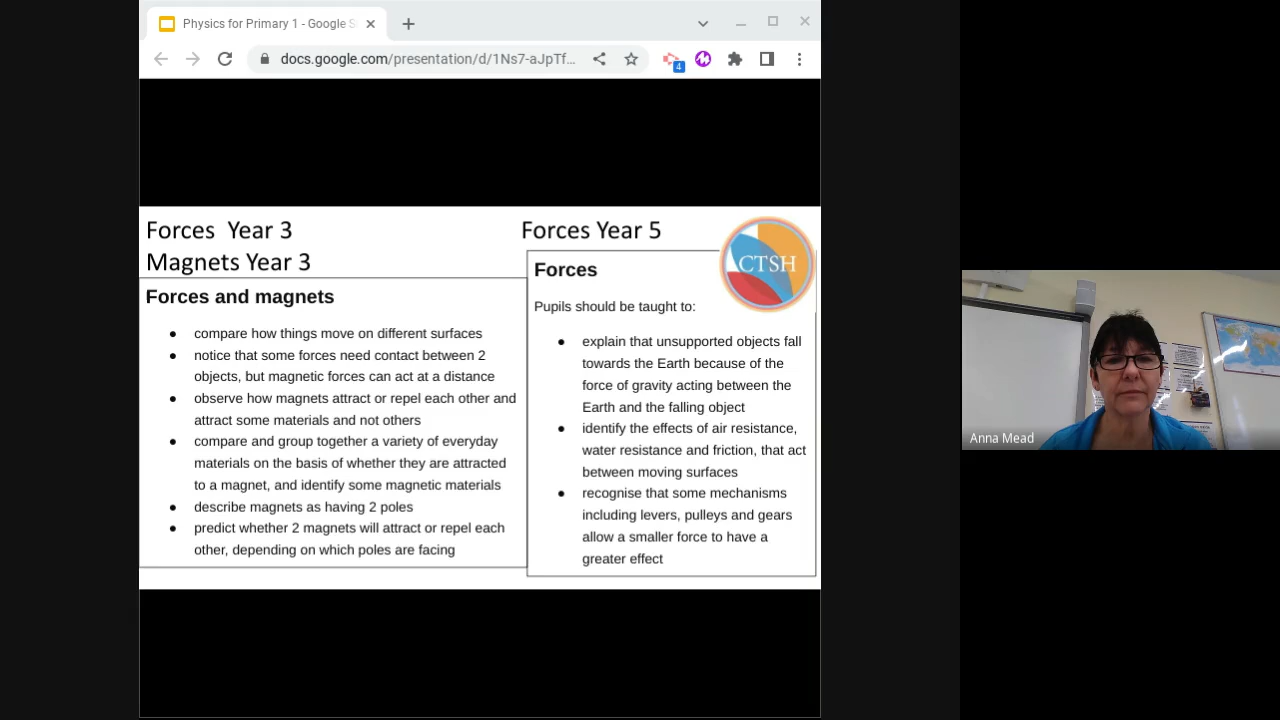 Physics for Primary 1 - Google S
docs.google.com/presentation/d/1Ns7-aJpTf...
4
Forces Year 3
Magnets Year 3
Forces and magnets
● compare how things move on different surfaces
● notice that some forces need contact between 2
objects, but magnetic forces can act at a distance
● observe how magnets attract or repel each other and
attract some materials and not others
● compare and group together a variety of everyday
materials on the basis of whether they are attracted
to a magnet, and identify some magnetic materials
● describe magnets as having 2 poles
● predict whether 2 magnets will attract or repel each
other, depending on which poles are facing
Forces Year 5
CTSH
Forces
Pupils should be taught to:
● explain that unsupported objects fall
towards the Earth because of the
force of gravity acting between the
Earth and the falling object
● identify the effects of air resistance,
water resistance and friction, that act
between moving surfaces
● recognise that some mechanisms
including levers, pulleys and gears
allow a smaller force to have a
greater effect
Anna Mead